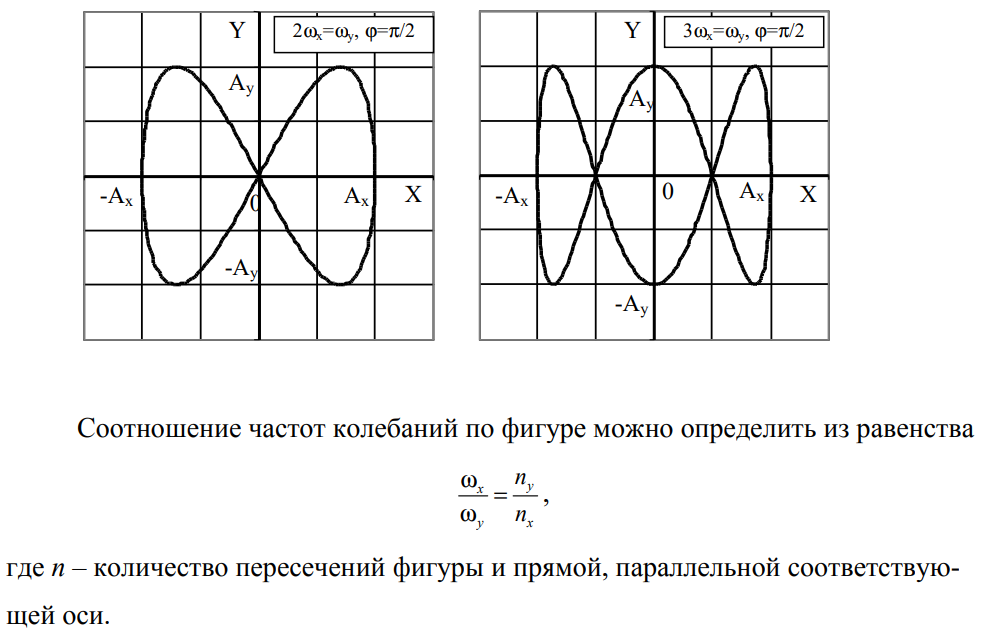 Y
2ωx=ωy, φ=π/2
Ay
-Ax
0
Ax
X
-Ay
Y
3ωx=ωy, φ=π/2
Ay
-Ax
0
Ax
X
-Ay
Соотношение частот колебаний по фигуре можно определить из равенства
ωx/ωy = ny/nx,
где n – количество пересечений фигуры и прямой, параллельной соответствую-
щей оси.